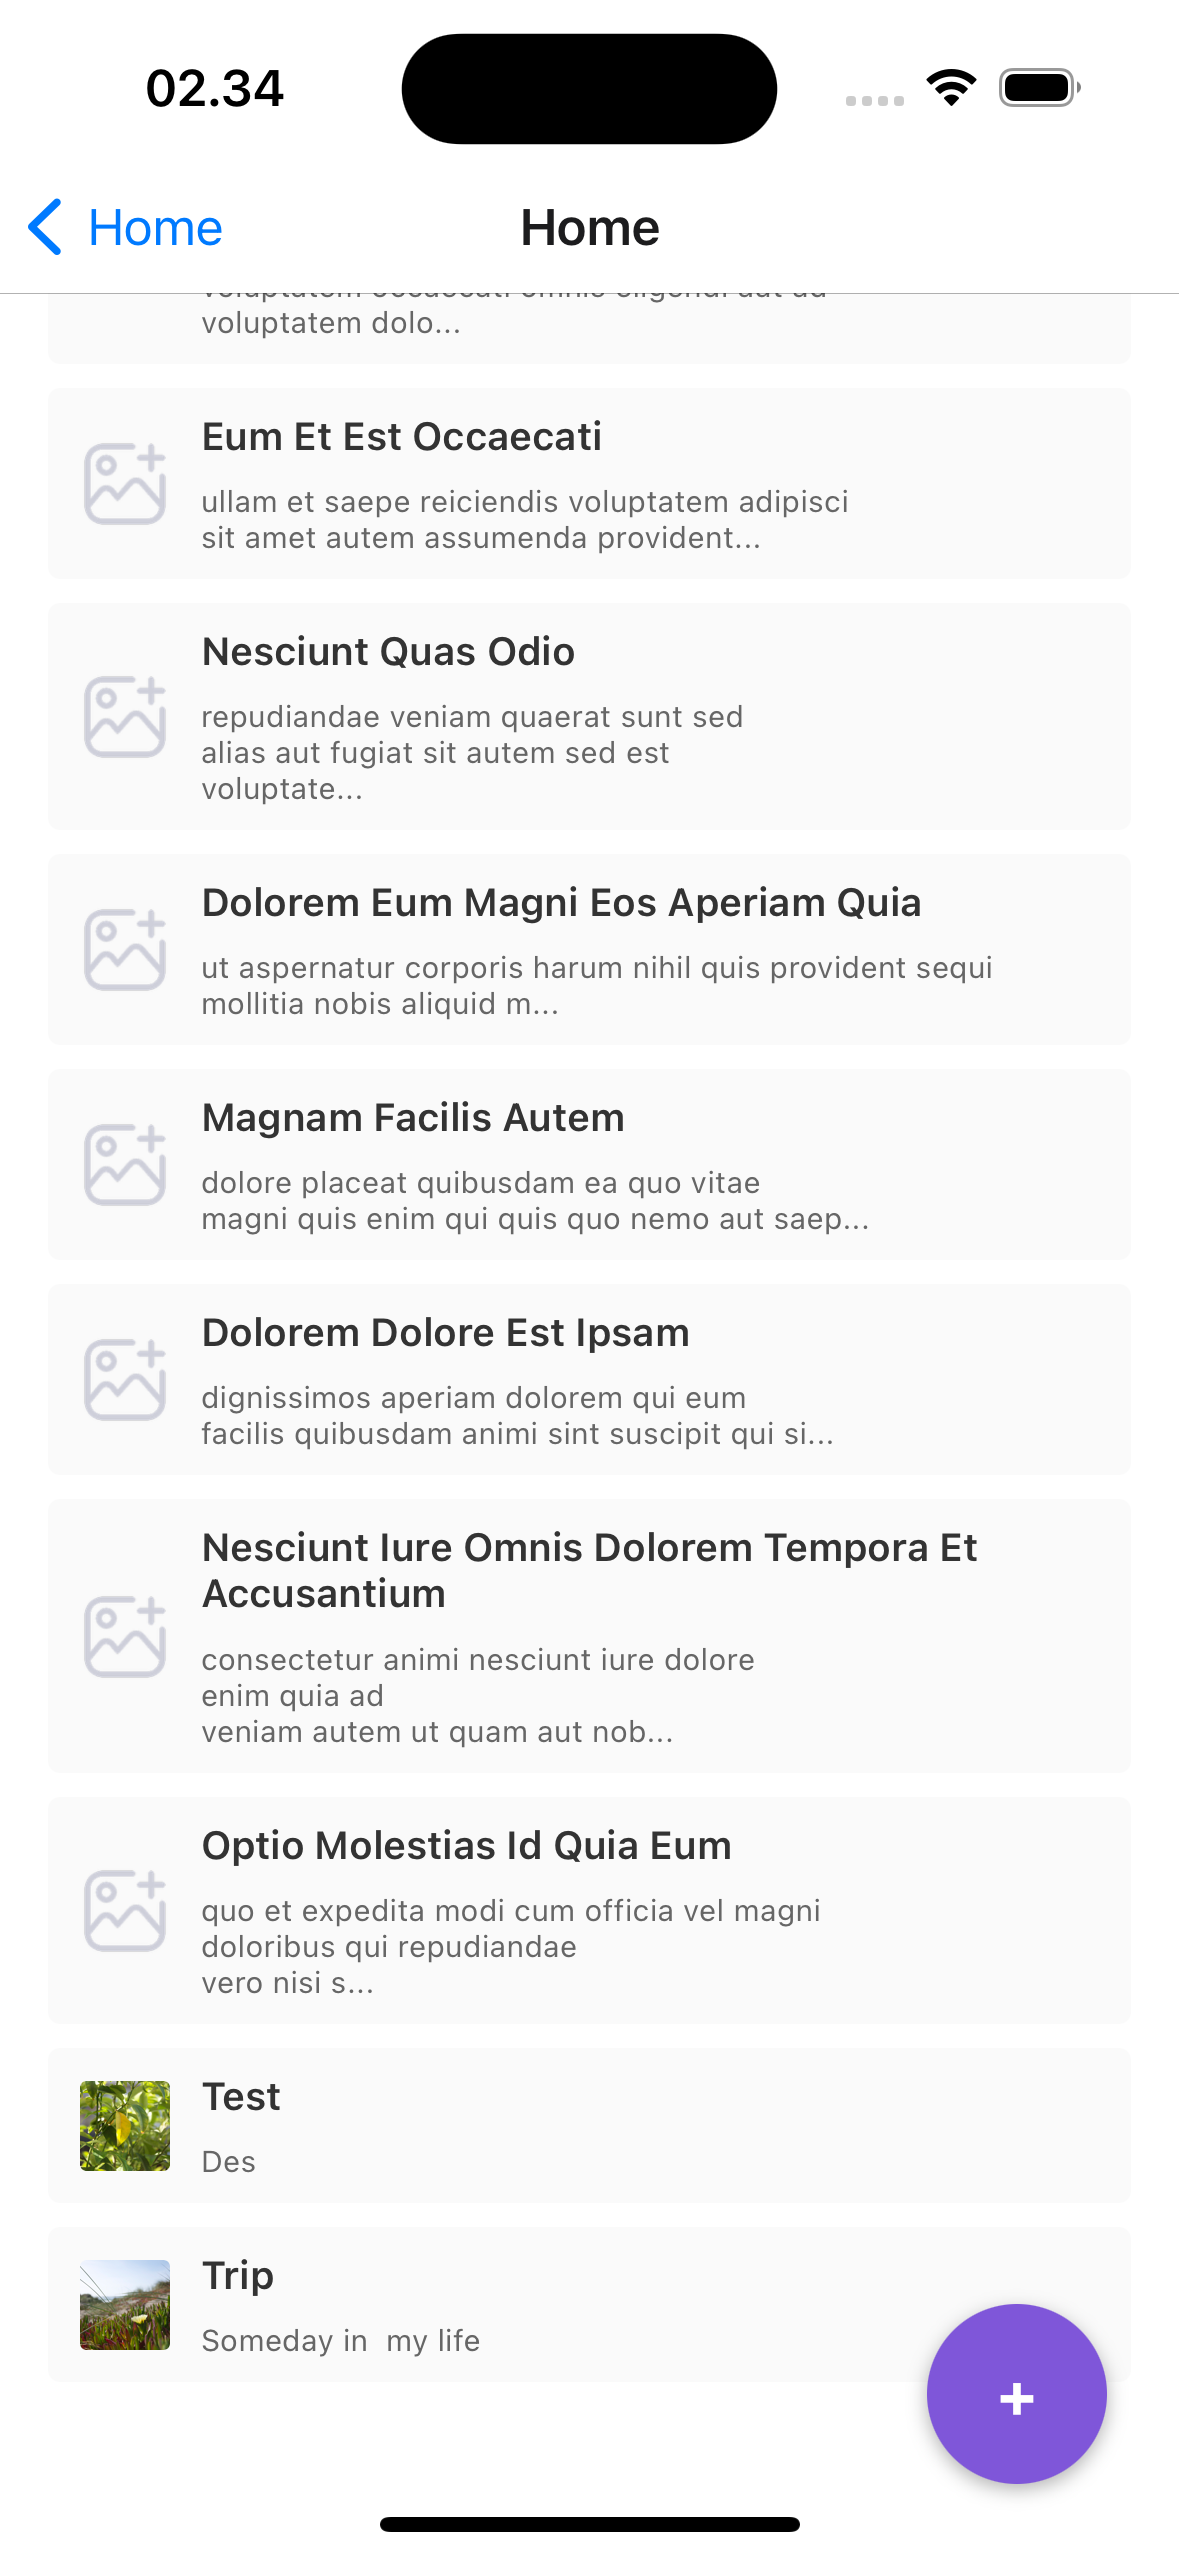 02.34
Home
Home
voluptatem occaecati omnis eligendi aut ad
voluptatem dolo...
Eum Et Est Occaecati
ullam et saepe reiciendis voluptatem adipisci
sit amet autem assumenda provident...
Nesciunt Quas Odio
repudiandae veniam quaerat sunt sed
alias aut fugiat sit autem sed est
voluptate...
Dolorem Eum Magni Eos Aperiam Quia
ut aspernatur corporis harum nihil quis provident sequi
mollitia nobis aliquid m...
Magnam Facilis Autem
dolore placeat quibusdam ea quo vitae
magni quis enim qui quis quo nemo aut saep...
Dolorem Dolore Est Ipsam
dignissimos aperiam dolorem qui eum
facilis quibusdam animi sint suscipit qui si...
Nesciunt Iure Omnis Dolorem Tempora Et
Accusantium
consectetur animi nesciunt iure dolore
enim quia ad
veniam autem ut quam aut nob...
Optio Molestias Id Quia Eum
quo et expedita modi cum officia vel magni
doloribus qui repudiandae
vero nisi s...
Test
Des
Trip
Someday in  my life
+